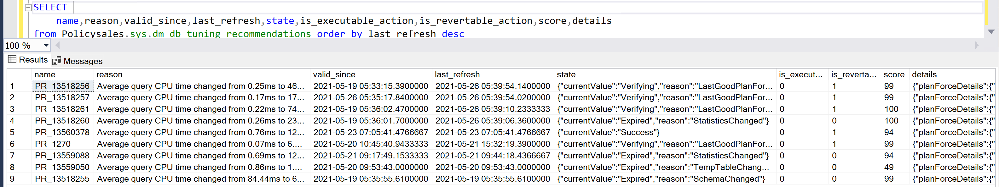 SELECT
name,reason,valid_since,last_refresh,state,is_executable_action,is_revertable_action,score,details
from Policysales.sys.dm_db_tuning_recommendations order by last_refresh desc
100 %
Results Messages
name reason valid_since last_refresh state is_execut... is_reverta... score details
1 PR_13518256 Average query CPU time changed from 0.25ms to 46... 2021-05-19 05:33:15.3900000 2021-05-26 05:39:54.1400000 {"currentValue":"Verifying","reason":"LastGoodPlanFor... 0 1 99 {"planForceDetails":{"
2 PR_13518257 Average query CPU time changed from 0.17ms to 17... 2021-05-26 05:35:17.8400000 2021-05-26 05:39:54.0200000 {"currentValue":"Verifying","reason":"LastGoodPlanFor... 0 1 99 {"planForceDetails":{"
3 PR_13518261 Average query CPU time changed from 0.22ms to 74... 2021-05-19 05:36:02.4700000 2021-05-26 05:39:10.2333333 {"currentValue":"Verifying","reason":"LastGoodPlanFor... 0 1 100 {"planForceDetails":{"
4 PR_13518260 Average query CPU time changed from 0.26ms to 23... 2021-05-19 05:36:01.7000000 2021-05-26 05:39:06.3600000 {"currentValue":"Expired","reason":"StatisticsChanged"} 0 0 100 {"planForceDetails":{"
5 PR_13560378 Average query CPU time changed from 0.76ms to 12... 2021-05-23 07:05:41.4766667 2021-05-23 07:05:41.4766667 {"currentValue":"Success"} 0 1 94 {"planForceDetails":{"
6 PR_1270 Average query CPU time changed from 0.07ms to 6.... 2021-05-20 10:45:40.9433333 2021-05-21 15:32:19.3900000 {"currentValue":"Verifying","reason":"LastGoodPlanFor... 0 1 99 {"planForceDetails":{"
7 PR_13559088 Average query CPU time changed from 0.69ms to 12... 2021-05-21 09:17:49.1533333 2021-05-21 09:44:18.4366667 {"currentValue":"Expired","reason":"StatisticsChanged"} 0 0 94 {"planForceDetails":{"
8 PR_13559050 Average query CPU time changed from 0.86ms to 1.... 2021-05-20 09:53:43.0000000 2021-05-20 09:53:43.0000000 {"currentValue":"Expired","reason":"TempTableChang... 0 0 49 {"planForceDetails":{"
9 PR_13518255 Average query CPU time changed from 84.44ms to 6... 2021-05-19 05:35:55.6100000 2021-05-19 05:35:55.6100000 {"currentValue":"Expired","reason":"SchemaChanged"} 0 0 99 {"planForceDetails":{"